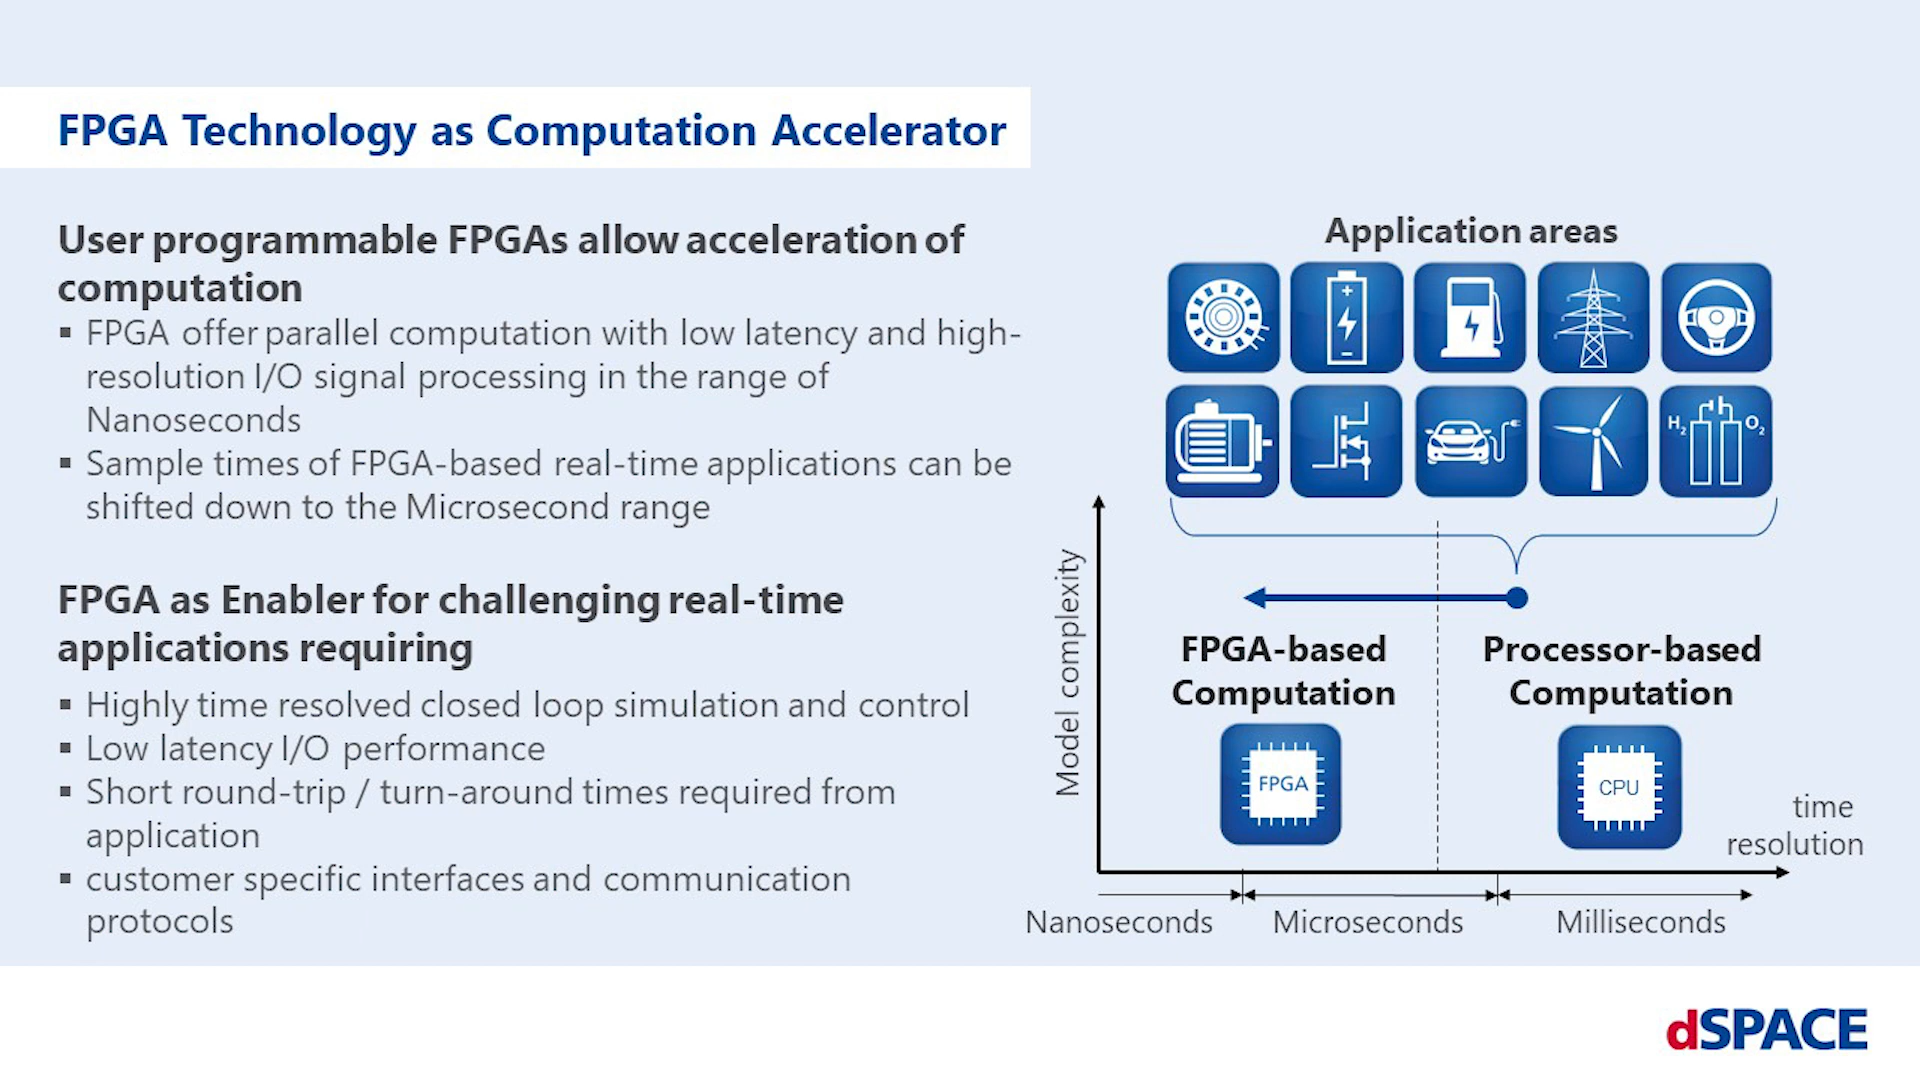 FPGA Technology as Computation Accelerator
User programmable FPGAs allow acceleration of
computation
▪ FPGA offer parallel computation with low latency and high-
resolution I/O signal processing in the range of
Nanoseconds
▪ Sample times of FPGA-based real-time applications can be
shifted down to the Microsecond range
FPGA as Enabler for challenging real-time
applications requiring
▪ Highly time resolved closed loop simulation and control
▪ Low latency I/O performance
▪ Short round-trip / turn-around times required from
application
▪ customer specific interfaces and communication
protocols
Application areas
+
−
H₂ O₂
Model complexity
FPGA-based
Computation
Processor-based
Computation
FPGA
CPU
time
resolution
Nanoseconds
Microseconds
Milliseconds
dSPACE